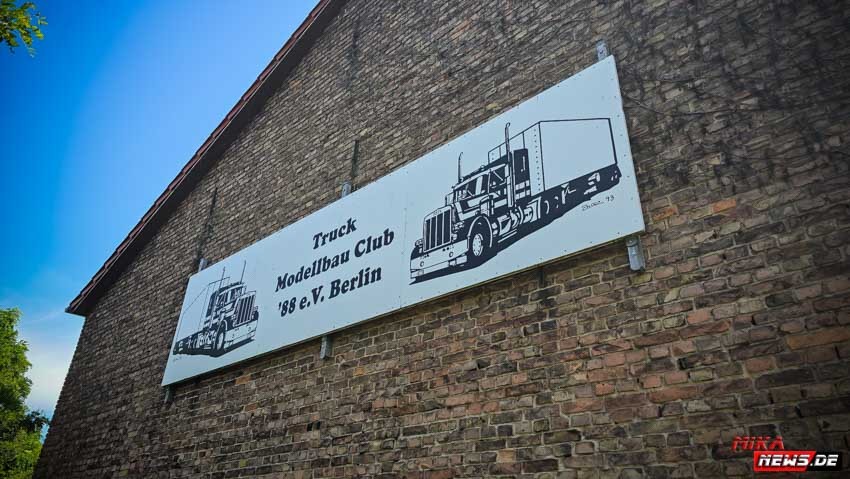 Truck
Modellbau Club
'88 e.V. Berlin
MIKA
NEWS.DE